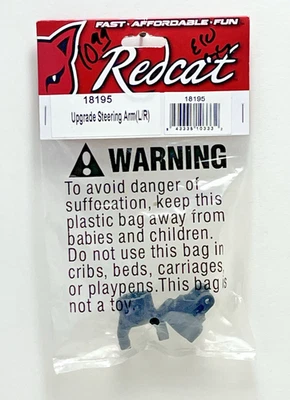 FAST • AFFORDABLE • FUN
1099
Redcat
18195
Upgrade Steering Arm(L/R)
18195
WARNING
To avoid danger of
suffocation, keep this
plastic bag away from
babies and children.
Do not use this bag in
cribs, beds, carriages
or playpens.This bag is
not a toy.